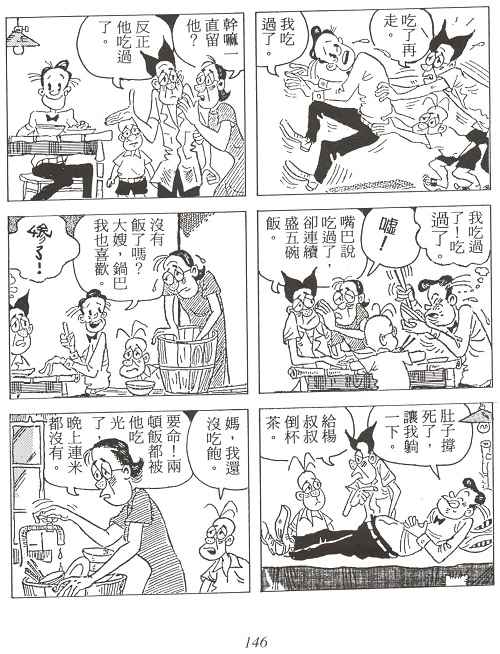 吃了再
走。
我吃
過了。
幹嘛一
直留
他？
反正
他吃過
了。
我吃過
了！吃
過了。
噓！
嘴巴說
吃過了，
卻連續
盛五碗
飯。
沒有
飯了嗎？
大嫂，鍋巴
我也喜歡。
慘了！
肚子撐
死了，
讓我躺
一下。
給楊
叔叔
倒杯
茶。
媽，我還
沒吃飽。
要命！兩
頓飯都被
他吃光
了，
晚上連米
都沒有。
146